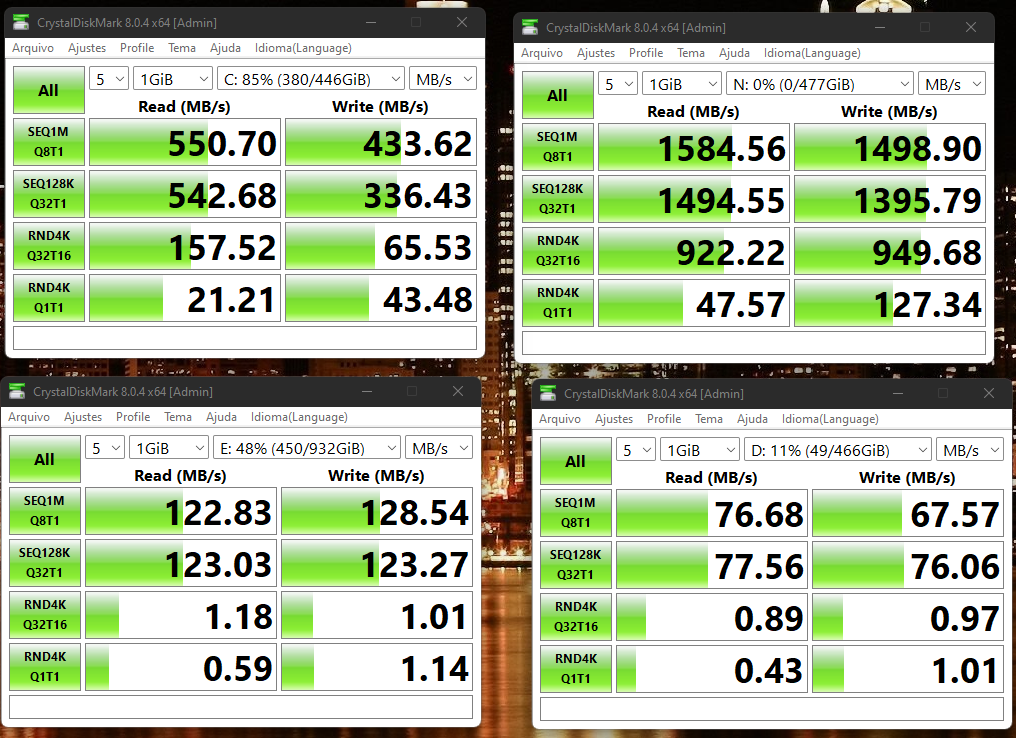 CrystalDiskMark 8.0.4 x64 [Admin]
Arquivo Ajustes Profile Tema Ajuda Idioma(Language)
All 5 1GiB C: 85% (380/446GiB) MB/s
Read (MB/s) Write (MB/s)
SEQ1M
Q8T1
550.70 433.62
SEQ128K
Q32T1
542.68 336.43
RND4K
Q32T16
157.52 65.53
RND4K
Q1T1
21.21 43.48
CrystalDiskMark 8.0.4 x64 [Admin]
Arquivo Ajustes Profile Tema Ajuda Idioma(Language)
All 5 1GiB N: 0% (0/477GiB) MB/s
Read (MB/s) Write (MB/s)
SEQ1M
Q8T1
1584.56 1498.90
SEQ128K
Q32T1
1494.55 1395.79
RND4K
Q32T16
922.22 949.68
RND4K
Q1T1
47.57 127.34
CrystalDiskMark 8.0.4 x64 [Admin]
Arquivo Ajustes Profile Tema Ajuda Idioma(Language)
All 5 1GiB E: 48% (450/932GiB) MB/s
Read (MB/s) Write (MB/s)
SEQ1M
Q8T1
122.83 128.54
SEQ128K
Q32T1
123.03 123.27
RND4K
Q32T16
1.18 1.01
RND4K
Q1T1
0.59 1.14
CrystalDiskMark 8.0.4 x64 [Admin]
Arquivo Ajustes Profile Tema Ajuda Idioma(Language)
All 5 1GiB D: 11% (49/466GiB) MB/s
Read (MB/s) Write (MB/s)
SEQ1M
Q8T1
76.68 67.57
SEQ128K
Q32T1
77.56 76.06
RND4K
Q32T16
0.89 0.97
RND4K
Q1T1
0.43 1.01